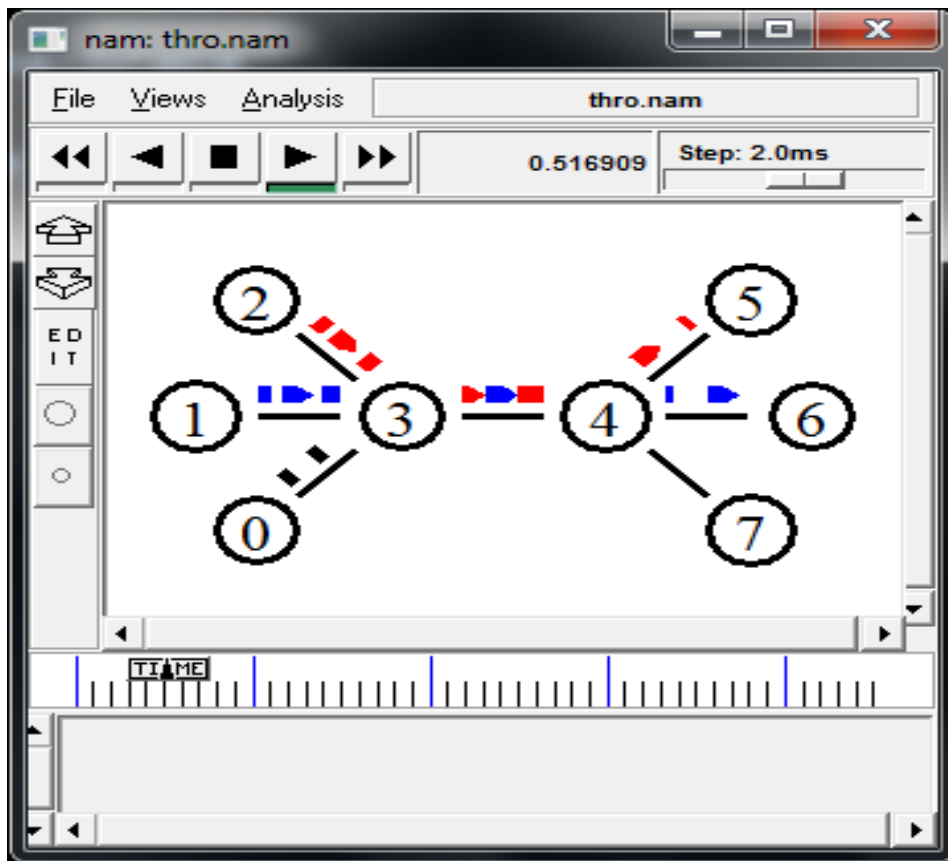 nam: thro.nam
File Views Analysis thro.nam
0.516909 Step: 2.0ms
E D
I T
2 5
1 3 4 6
0 7
TIME